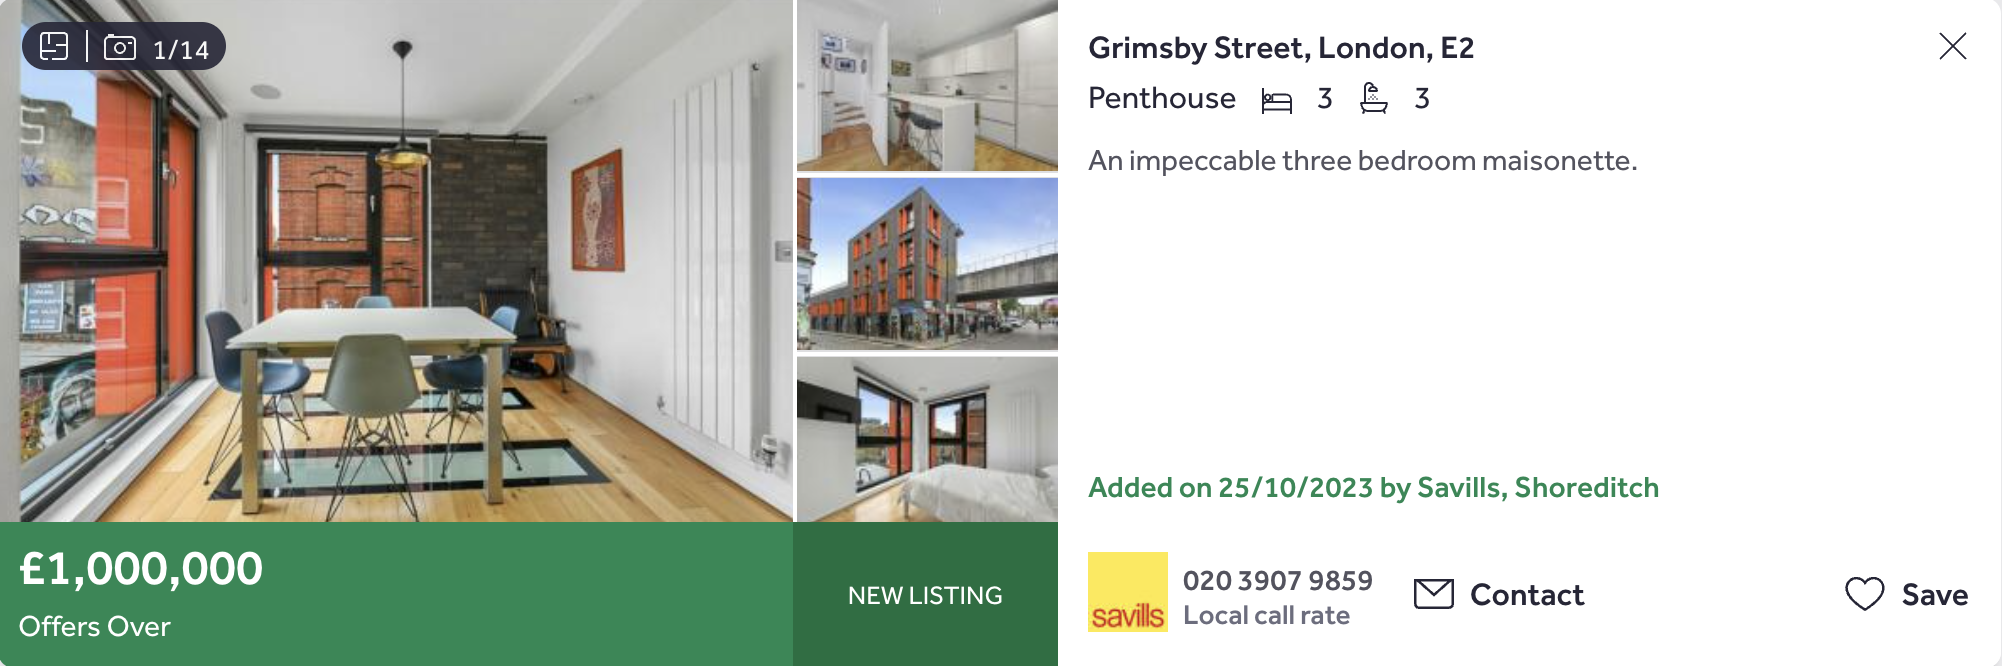 1/14
£1,000,000
Offers Over
NEW LISTING
Grimsby Street, London, E2
Penthouse 3 3
An impeccable three bedroom maisonette.
Added on 25/10/2023 by Savills, Shoreditch
savills
020 3907 9859
Local call rate
Contact
Save